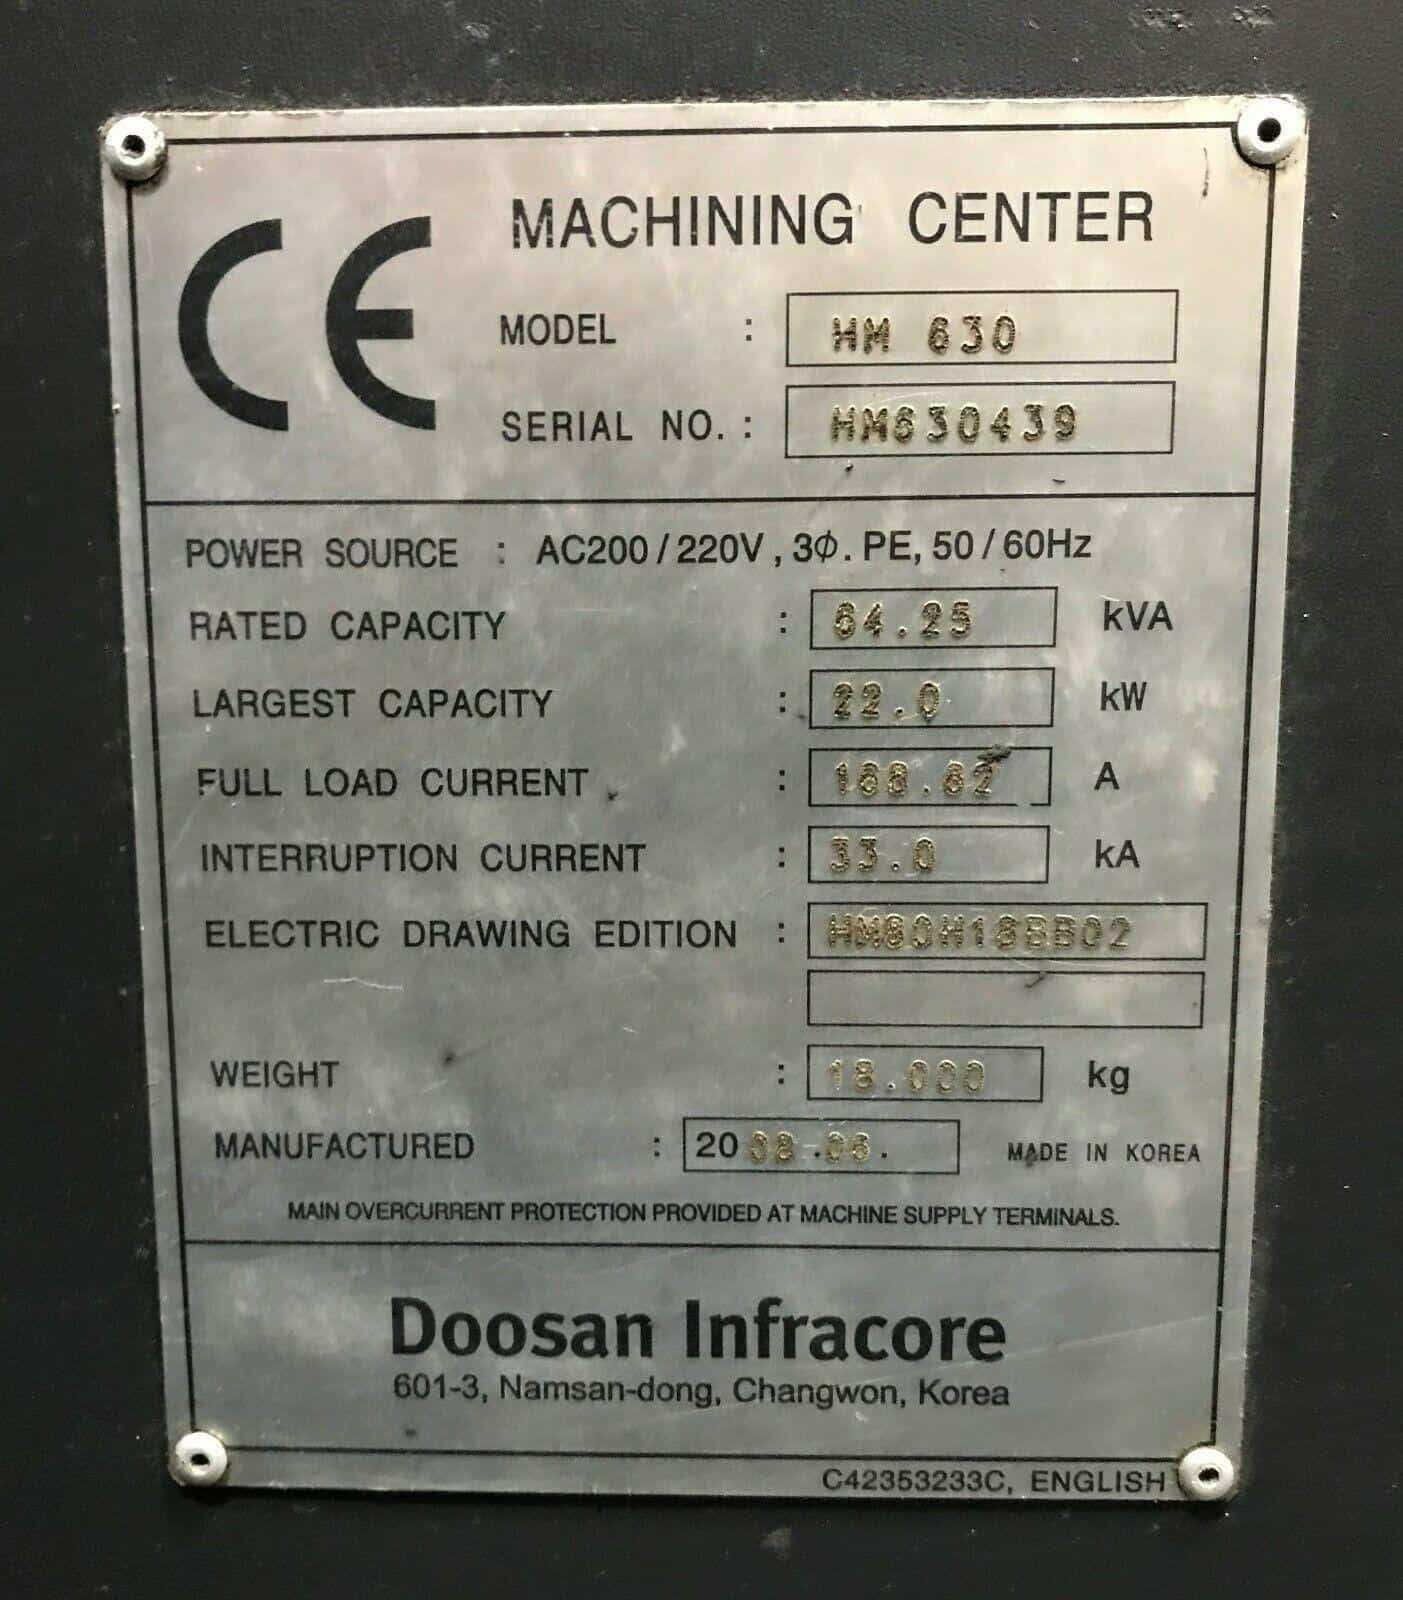 CE MACHINING CENTER
MODEL : HM 630
SERIAL NO. : HM630439
POWER SOURCE : AC200/220V, 3Φ. PE, 50/60Hz
RATED CAPACITY : 64.25 kVA
LARGEST CAPACITY : 22.0 kW
FULL LOAD CURRENT : 168.62 A
INTERRUPTION CURRENT : 33.0 kA
ELECTRIC DRAWING EDITION :
WEIGHT : 18.000 kg
MANUFACTURED : 2008.06. MADE IN KOREA
MAIN OVERCURRENT PROTECTION PROVIDED AT MACHINE SUPPLY TERMINALS.
Doosan Infracore
601-3, Namsan-dong, Changwon, Korea
C42353233C, ENGLISH